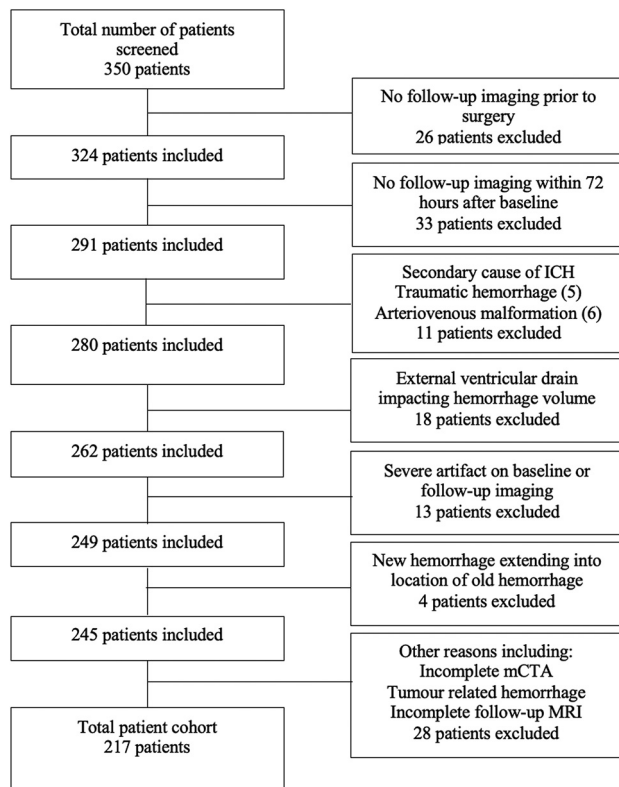 Total number of patients
screened
350 patients
No follow-up imaging prior to
surgery
26 patients excluded
324 patients included
No follow-up imaging within 72
hours after baseline
33 patients excluded
291 patients included
Secondary cause of ICH
Traumatic hemorrhage (5)
Arteriovenous malformation (6)
11 patients excluded
280 patients included
External ventricular drain
impacting hemorrhage volume
18 patients excluded
262 patients included
Severe artifact on baseline or
follow-up imaging
13 patients excluded
249 patients included
New hemorrhage extending into
location of old hemorrhage
4 patients excluded
245 patients included
Other reasons including:
Incomplete mCTA
Tumour related hemorrhage
Incomplete follow-up MRI
28 patients excluded
Total patient cohort
217 patients